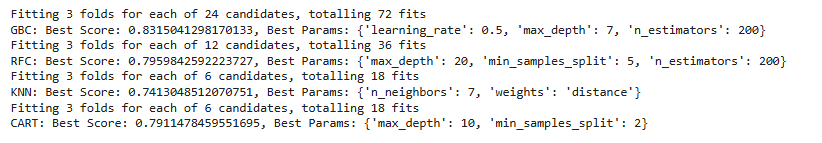 Fitting 3 folds for each of 24 candidates, totalling 72 fits
GBC: Best Score: 0.8315041298170133, Best Params: {'learning_rate': 0.5, 'max_depth': 7, 'n_estimators': 200}
Fitting 3 folds for each of 12 candidates, totalling 36 fits
RFC: Best Score: 0.7959842592223727, Best Params: {'max_depth': 20, 'min_samples_split': 5, 'n_estimators': 200}
Fitting 3 folds for each of 6 candidates, totalling 18 fits
KNN: Best Score: 0.7413048512070751, Best Params: {'n_neighbors': 7, 'weights': 'distance'}
Fitting 3 folds for each of 6 candidates, totalling 18 fits
CART: Best Score: 0.7911478459551695, Best Params: {'max_depth': 10, 'min_samples_split': 2}